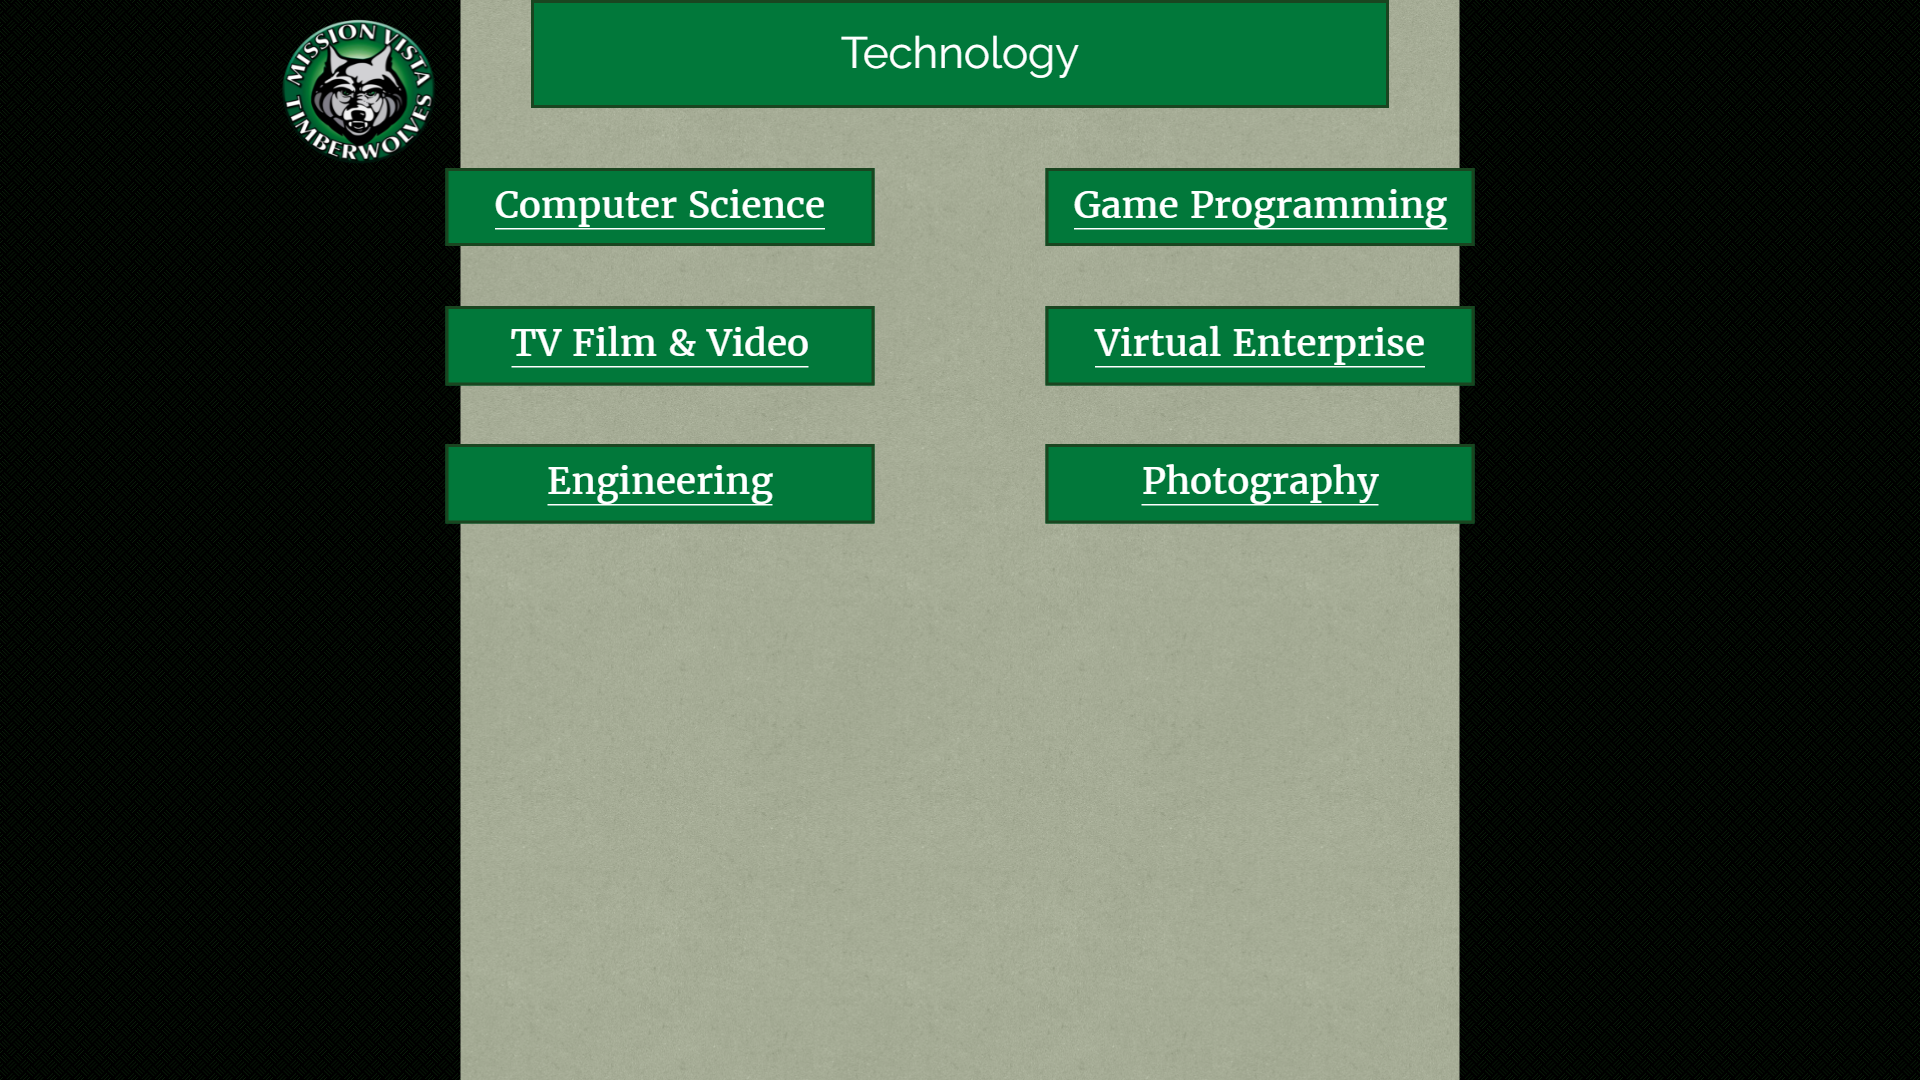 MISSION VISTA
TIMBERWOLVES
Technology
Computer Science
Game Programming
TV Film & Video
Virtual Enterprise
Engineering
Photography